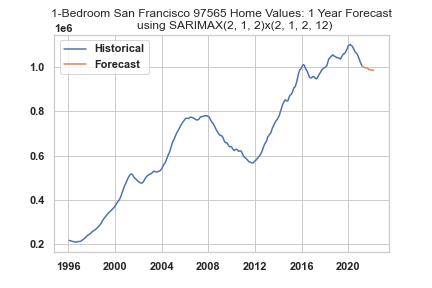 1-Bedroom San Francisco 97565 Home Values: 1 Year Forecast
using SARIMAX(2, 1, 2)x(2, 1, 2, 12)
1e6
Historical
Forecast
1.0
0.8
0.6
0.4
0.2
1996 2000 2004 2008 2012 2016 2020